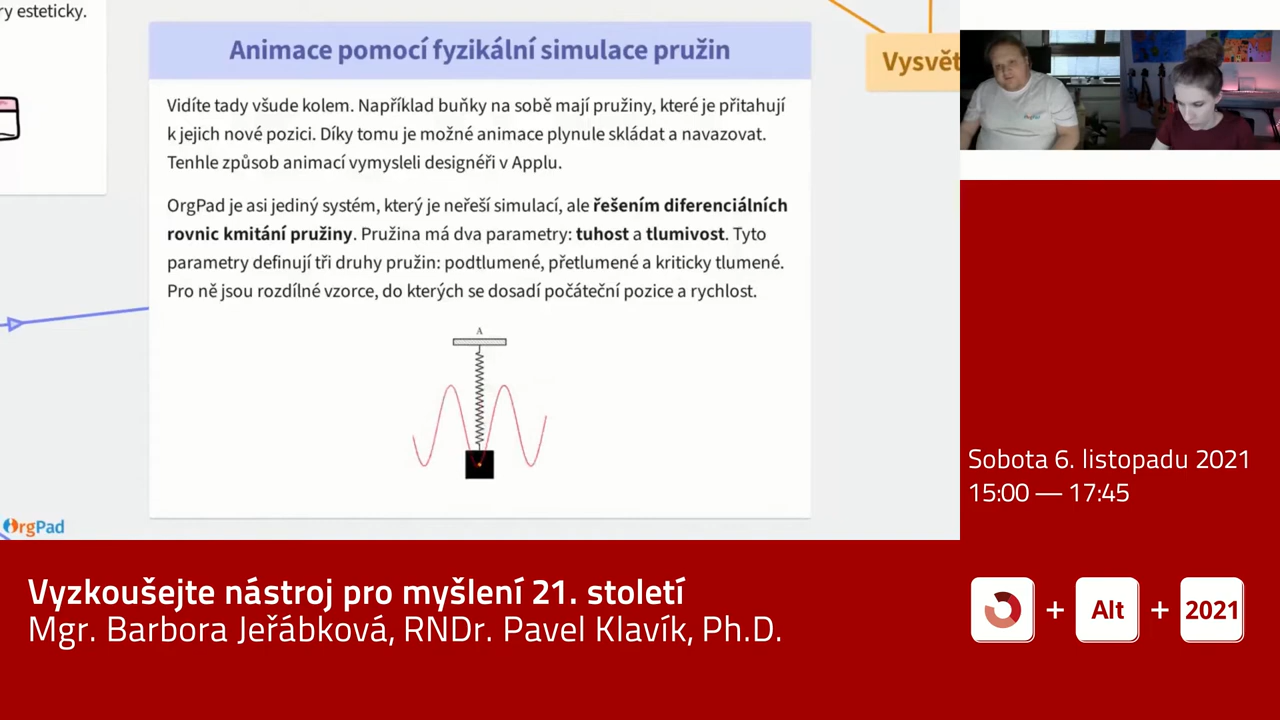 ry esteticky.
Animace pomocí fyzikální simulace pružin
Vysvět
Vidíte tady všude kolem. Například buňky na sobě mají pružiny, které je přitahují
k jejich nové pozici. Díky tomu je možné animace plynule skládat a navazovat.
Tenhle způsob animací vymysleli designéři v Applu.
OrgPad je asi jediný systém, který je neřeší simulací, ale řešením diferenciálních
rovnic kmitání pružiny. Pružina má dva parametry: tuhost a tlumivost. Tyto
parametry definují tři druhy pružin: podtlumené, přetlumené a kriticky tlumené.
Pro ně jsou rozdílné vzorce, do kterých se dosadí počáteční pozice a rychlost.
A
OrgPad
Sobota 6. listopadu 2021
15:00 — 17:45
Vyzkoušejte nástroj pro myšlení 21. století
Mgr. Barbora Jeřábková, RNDr. Pavel Klavík, Ph.D.
+ Alt + 2021